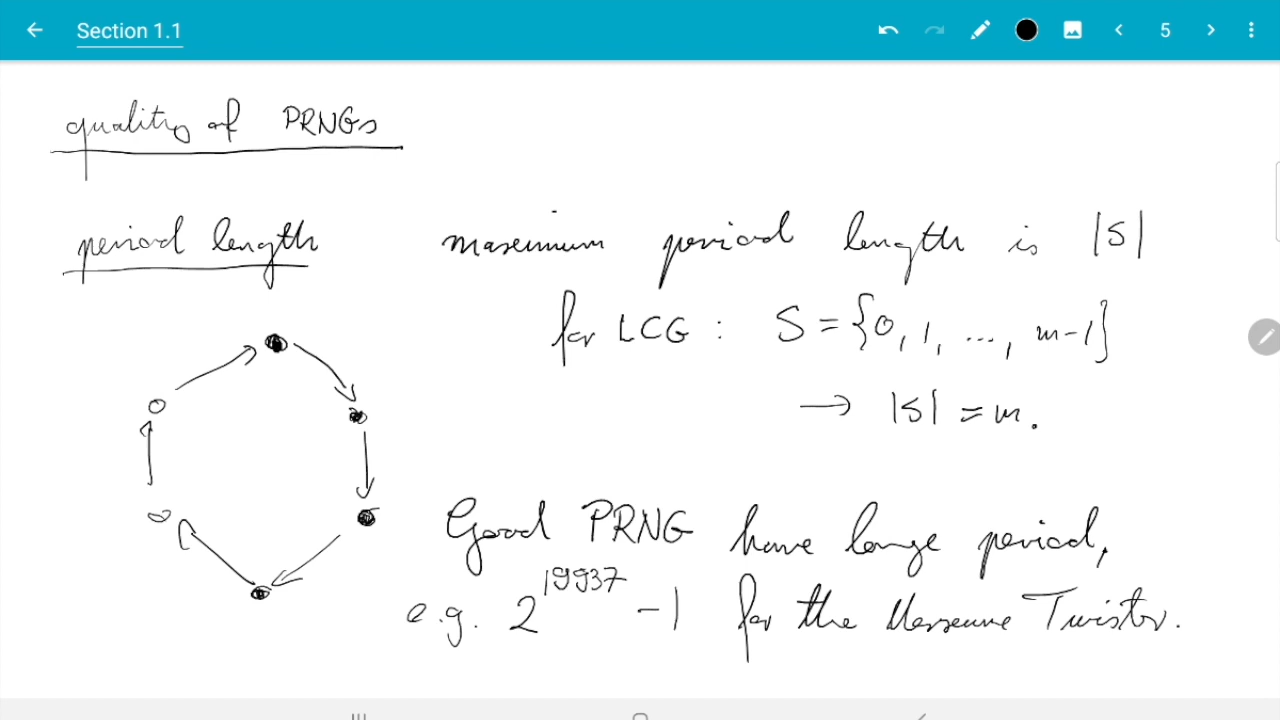 Section 1.1
5
quality of PRNGs
period length
maximum period length is |S|
for LCG : S = {0, 1, ..., m-1}
→ |S| = m.
Good PRNG have large period,
e.g. 2^19937 - 1 for the Mersenne Twister.